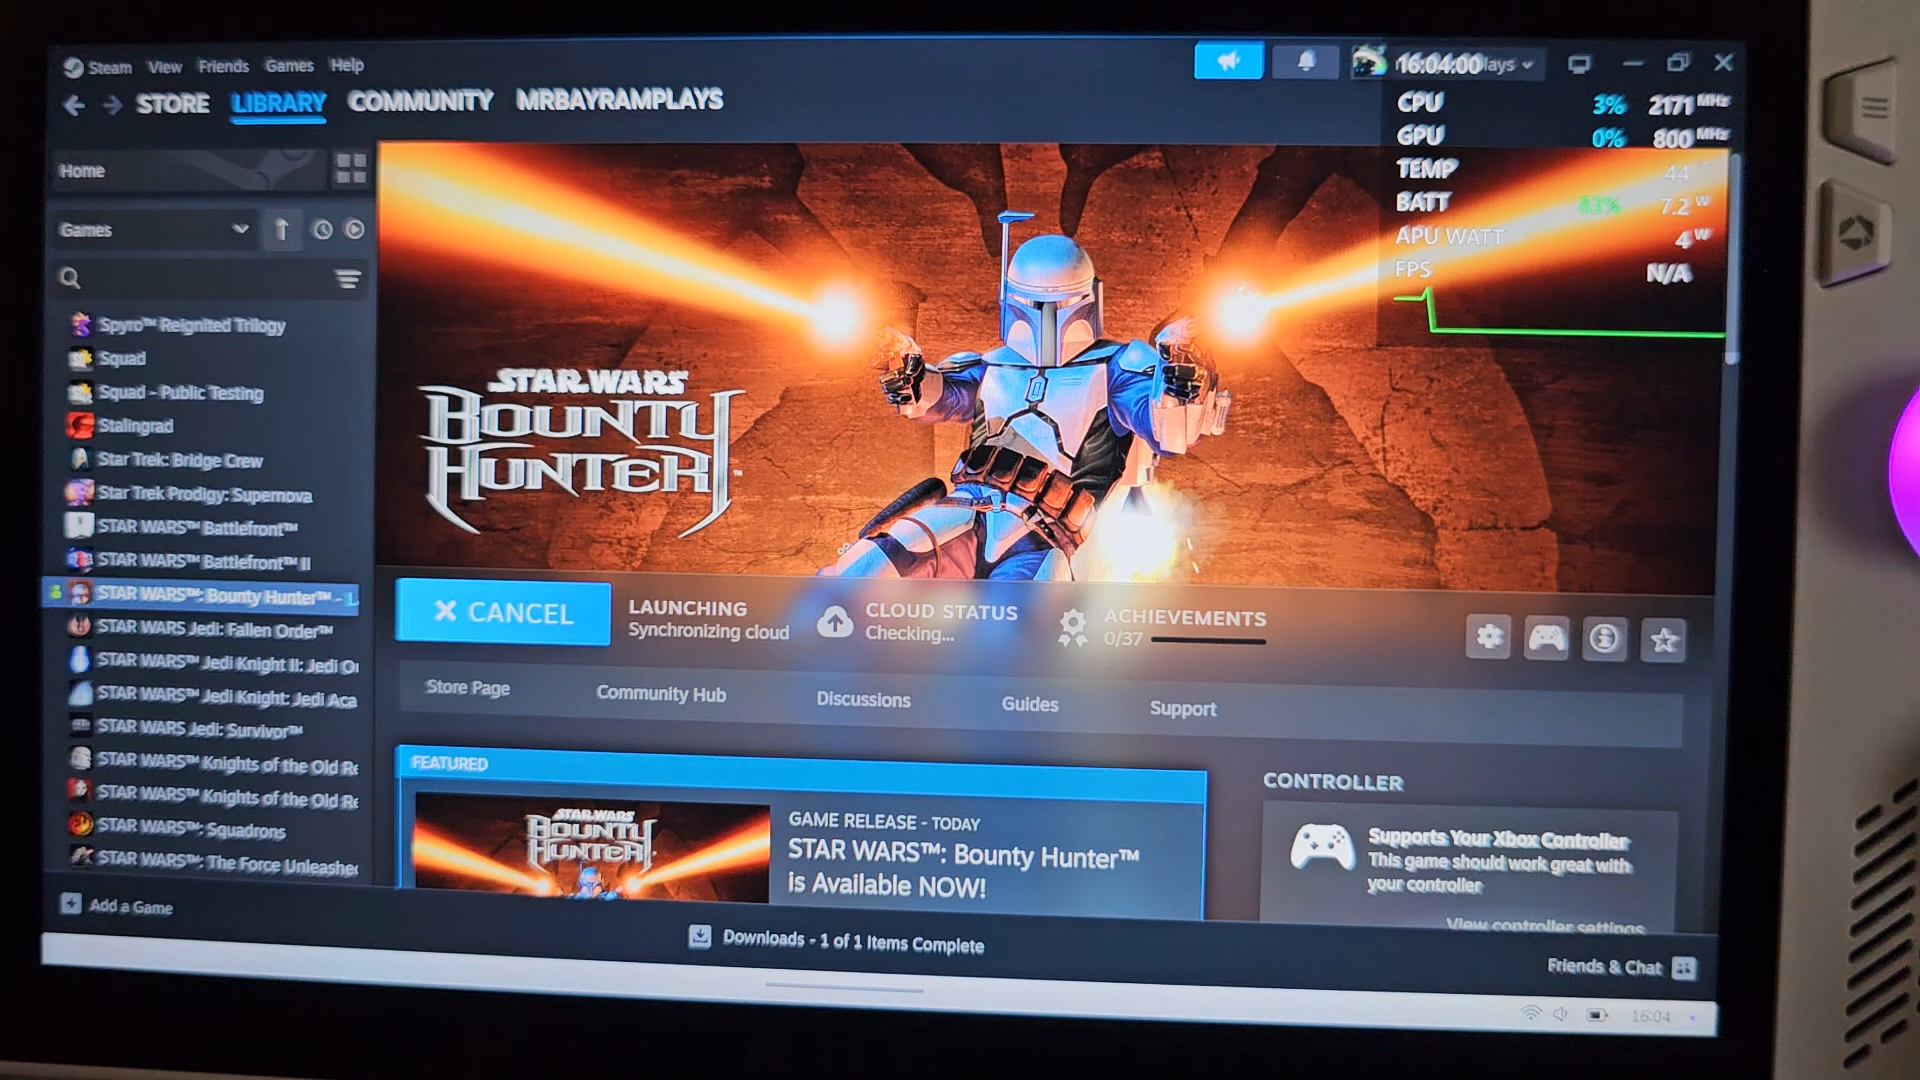 Steam View Friends Games Help
16:04:00 lays
STORE LIBRARY COMMUNITY MRBAYRAMPLAYS
CPU 3% 2171 MHz
GPU 0% 800 MHz
TEMP 44
BATT 83% 7.2 W
APU WATT 4 W
FPS N/A
Home
Games
Spyro™ Reignited Trilogy
Squad
Squad - Public Testing
Stalingrad
Star Trek: Bridge Crew
Star Trek Prodigy: Supernova
STAR WARS™ Battlefront™
STAR WARS™ Battlefront™ II
STAR WARS™: Bounty Hunter™ - L
STAR WARS Jedi: Fallen Order™
STAR WARS™ Jedi Knight II: Jedi O
STAR WARS™ Jedi Knight: Jedi Aca
STAR WARS Jedi: Survivor™
STAR WARS™ Knights of the Old Re
STAR WARS™ Knights of the Old Re
STAR WARS™: Squadrons
STAR WARS™: The Force Unleashed
Add a Game
STAR WARS
BOUNTY
HUNTER™
CANCEL
LAUNCHING
Synchronizing cloud
CLOUD STATUS
Checking...
ACHIEVEMENTS
0/37
Store Page Community Hub Discussions Guides Support
FEATURED
STAR WARS
BOUNTY
HUNTER
GAME RELEASE - TODAY
STAR WARS™: Bounty Hunter™
is Available NOW!
CONTROLLER
Supports Your Xbox Controller
This game should work great with
your controller
View controller settings
Downloads - 1 of 1 Items Complete
Friends & Chat
16:04